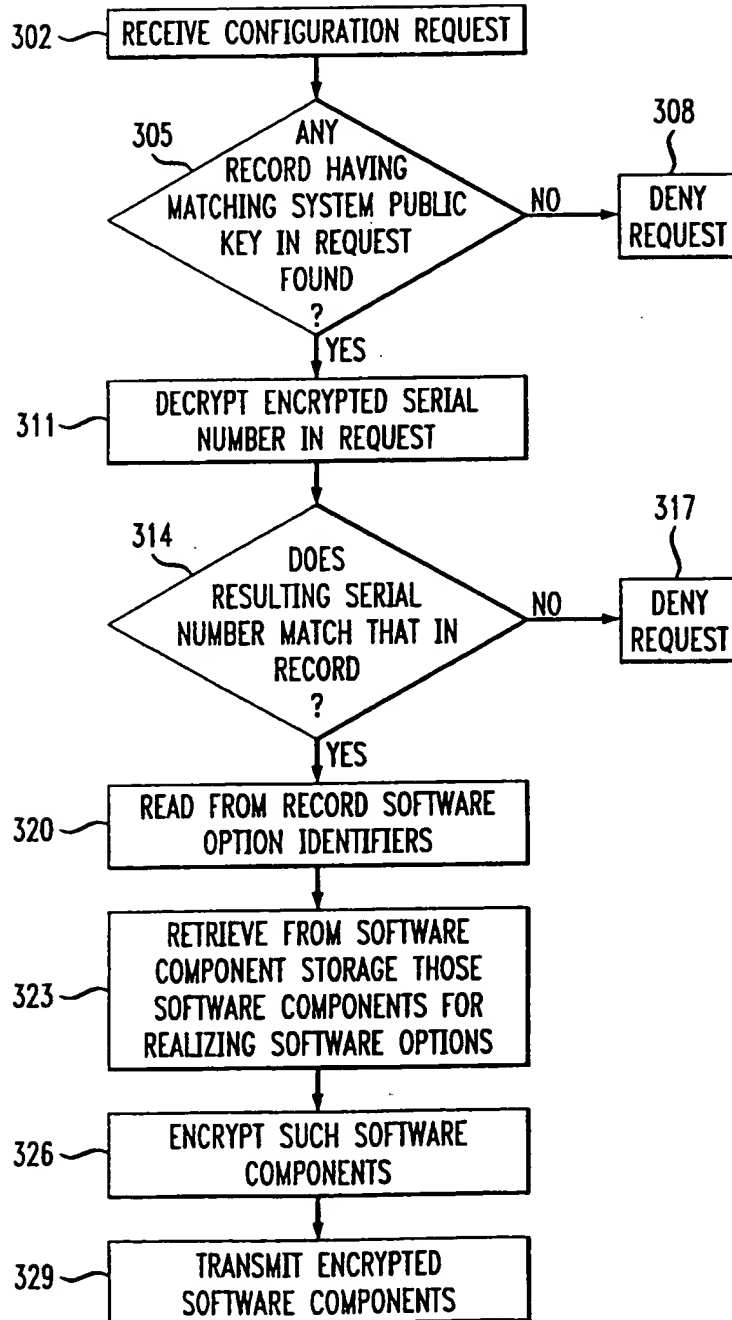 302
RECEIVE CONFIGURATION REQUEST
305
ANY
RECORD HAVING
MATCHING SYSTEM PUBLIC
KEY IN REQUEST
FOUND
?
NO
308
DENY
REQUEST
YES
311
DECRYPT ENCRYPTED SERIAL
NUMBER IN REQUEST
314
DOES
RESULTING SERIAL
NUMBER MATCH THAT IN
RECORD
?
NO
317
DENY
REQUEST
YES
320
READ FROM RECORD SOFTWARE
OPTION IDENTIFIERS
323
RETRIEVE FROM SOFTWARE
COMPONENT STORAGE THOSE
SOFTWARE COMPONENTS FOR
REALIZING SOFTWARE OPTIONS
326
ENCRYPT SUCH SOFTWARE
COMPONENTS
329
TRANSMIT ENCRYPTED
SOFTWARE COMPONENTS